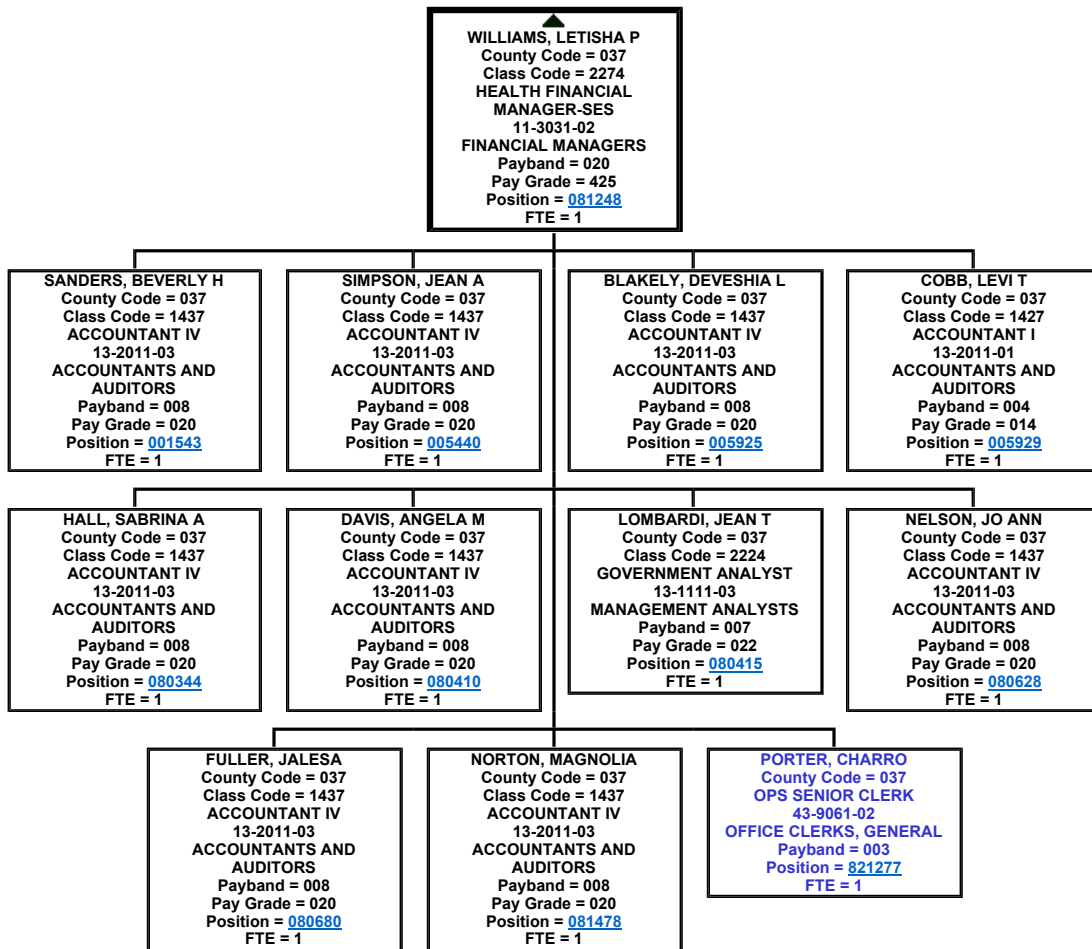 WILLIAMS, LETISHA P
County Code = 037
Class Code = 2274
HEALTH FINANCIAL
MANAGER-SES
11-3031-02
FINANCIAL MANAGERS
Payband = 020
Pay Grade = 425
Position = 081248
FTE = 1
SANDERS, BEVERLY H
County Code = 037
Class Code = 1437
ACCOUNTANT IV
13-2011-03
ACCOUNTANTS AND
AUDITORS
Payband = 008
Pay Grade = 020
Position = 001543
FTE = 1
SIMPSON, JEAN A
County Code = 037
Class Code = 1437
ACCOUNTANT IV
13-2011-03
ACCOUNTANTS AND
AUDITORS
Payband = 008
Pay Grade = 020
Position = 005440
FTE = 1
BLAKELY, DEVESHIA L
County Code = 037
Class Code = 1437
ACCOUNTANT IV
13-2011-03
ACCOUNTANTS AND
AUDITORS
Payband = 008
Pay Grade = 020
Position = 005925
FTE = 1
COBB, LEVI T
County Code = 037
Class Code = 1427
ACCOUNTANT I
13-2011-01
ACCOUNTANTS AND
AUDITORS
Payband = 004
Pay Grade = 014
Position = 005929
FTE = 1
HALL, SABRINA A
County Code = 037
Class Code = 1437
ACCOUNTANT IV
13-2011-03
ACCOUNTANTS AND
AUDITORS
Payband = 008
Pay Grade = 020
Position = 080344
FTE = 1
DAVIS, ANGELA M
County Code = 037
Class Code = 1437
ACCOUNTANT IV
13-2011-03
ACCOUNTANTS AND
AUDITORS
Payband = 008
Pay Grade = 020
Position = 080410
FTE = 1
LOMBARDI, JEAN T
County Code = 037
Class Code = 2224
GOVERNMENT ANALYST
13-1111-03
MANAGEMENT ANALYSTS
Payband = 007
Pay Grade = 022
Position = 080415
FTE = 1
NELSON, JO ANN
County Code = 037
Class Code = 1437
ACCOUNTANT IV
13-2011-03
ACCOUNTANTS AND
AUDITORS
Payband = 008
Pay Grade = 020
Position = 080628
FTE = 1
FULLER, JALESA
County Code = 037
Class Code = 1437
ACCOUNTANT IV
13-2011-03
ACCOUNTANTS AND
AUDITORS
Payband = 008
Pay Grade = 020
Position = 080680
FTE = 1
NORTON, MAGNOLIA
County Code = 037
Class Code = 1437
ACCOUNTANT IV
13-2011-03
ACCOUNTANTS AND
AUDITORS
Payband = 008
Pay Grade = 020
Position = 081478
FTE = 1
PORTER, CHARRO
County Code = 037
OPS SENIOR CLERK
43-9061-02
OFFICE CLERKS, GENERAL
Payband = 003
Position = 821277
FTE = 1